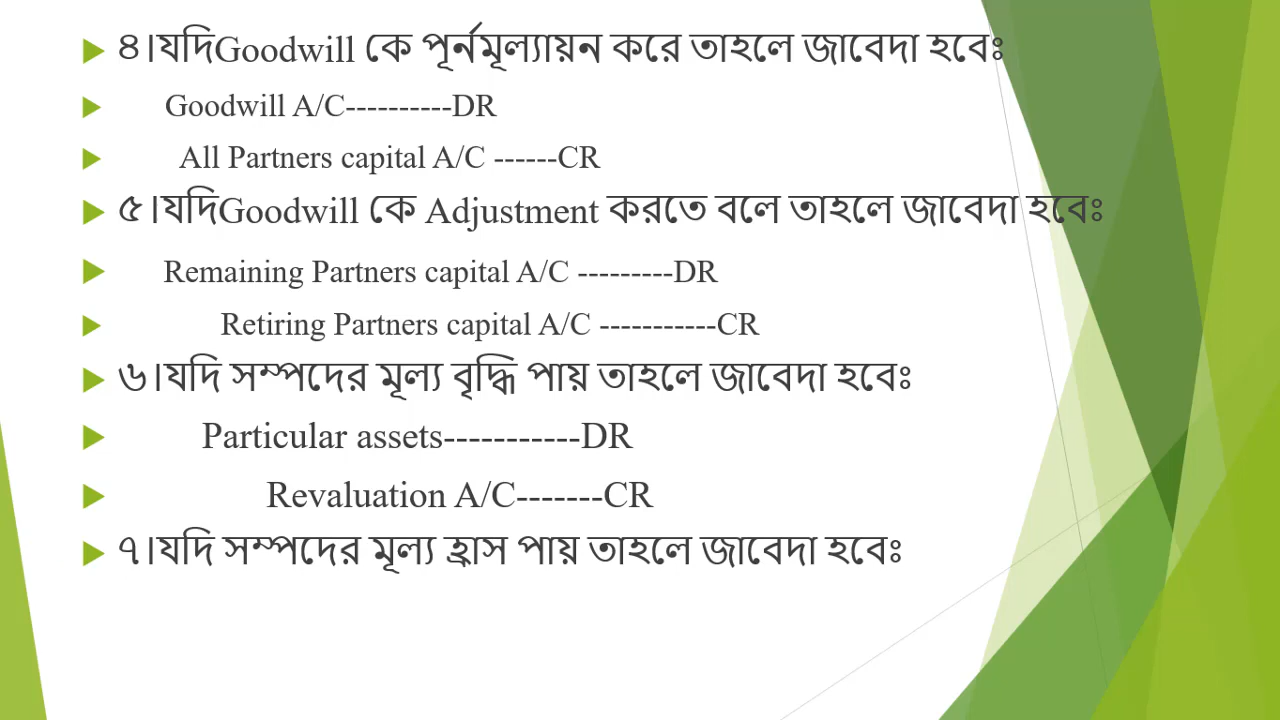 ৪।যদিGoodwill কে পূর্নমূল্যায়ন করে তাহলে জাবেদা হবেঃ
Goodwill A/C----------DR
All Partners capital A/C ------CR
৫।যদিGoodwill কে Adjustment করতে বলে তাহলে জাবেদা হবেঃ
Remaining Partners capital A/C ---------DR
Retiring Partners capital A/C -----------CR
৬।যদি সম্পদের মূল্য বৃদ্ধি পায় তাহলে জাবেদা হবেঃ
Particular assets-----------DR
Revaluation A/C-------CR
৭।যদি সম্পদের মূল্য হ্রাস পায় তাহলে জাবেদা হবেঃ